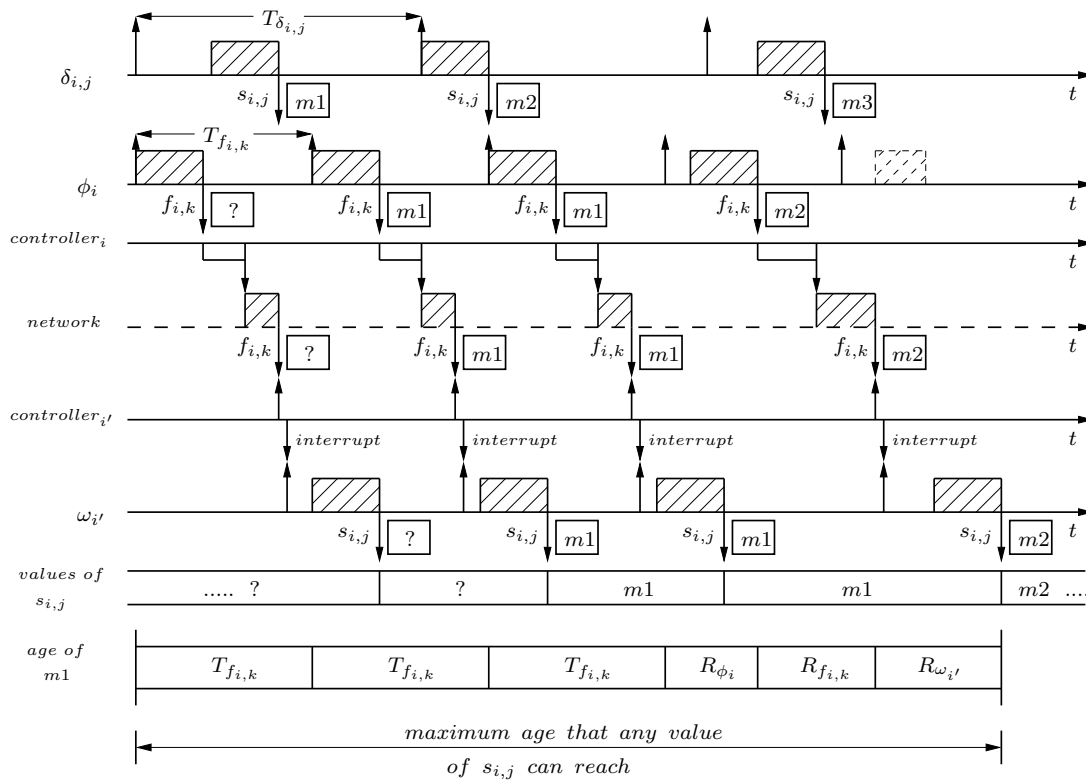 T_{δ_{i,j}}
δ_{i,j} s_{i,j} m1 s_{i,j} m2 s_{i,j} m3 t
T_{f_{i,k}}
ϕ_i f_{i,k} ? f_{i,k} m1 f_{i,k} m1 f_{i,k} m2 t
controller_i t
network f_{i,k} ? f_{i,k} m1 f_{i,k} m1 f_{i,k} m2 t
controller_{i'} t
interrupt interrupt interrupt
ω_{i'} s_{i,j} ? s_{i,j} m1 s_{i,j} m1 s_{i,j} m2 t
values of
s_{i,j}
..... ? ? m1 m1 m2 ....
age of
m1
T_{f_{i,k}} T_{f_{i,k}} T_{f_{i,k}} R_{ϕ_i} R_{f_{i,k}} R_{ω_{i'}}
maximum age that any value
of s_{i,j} can reach